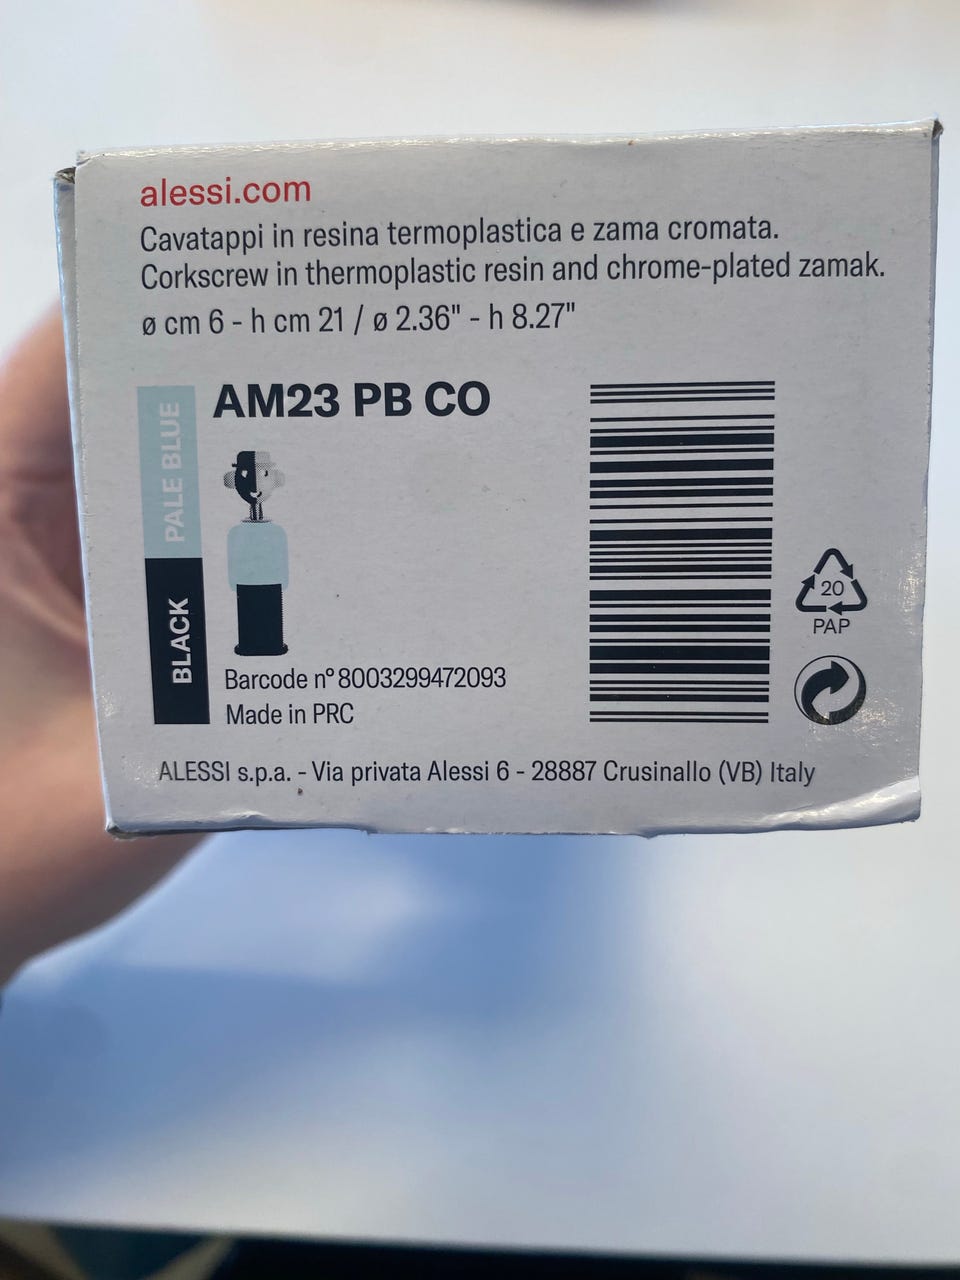 alessi.com
Cavatappi in resina termoplastica e zama cromata.
Corkscrew in thermoplastic resin and chrome-plated zamak.
ø cm 6 - h cm 21 / ø 2.36" - h 8.27"
AM23 PB CO
PALE BLUE
BLACK
20
PAP
Barcode nº 8003299472093
Made in PRC
ALESSI s.p.a. - Via privata Alessi 6 - 28887 Crusinallo (VB) Italy